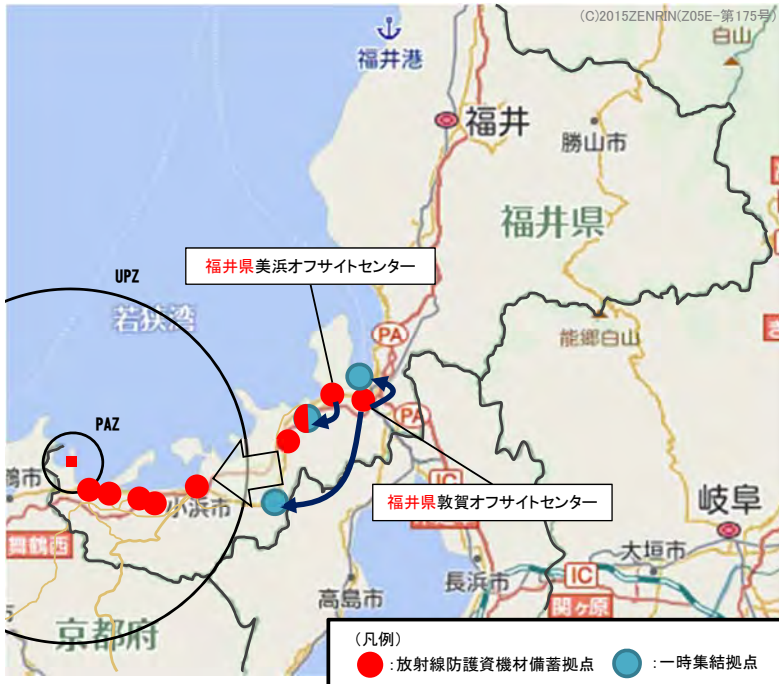 (C)2015ZENRIN(Z05E-第175号)
白山
福井港
福井
勝山市
福井県
福井県美浜オフサイトセンター
UPZ
若狭湾
PA
能郷白山
PAZ
PA
鶴市
小浜市
IC
福井県敦賀オフサイトセンター
岐阜
舞鶴西
大垣市
長浜市
IC
高島市
関ヶ原
京都府
(凡例)
:放射線防護資機材備蓄拠点
:一時集結拠点